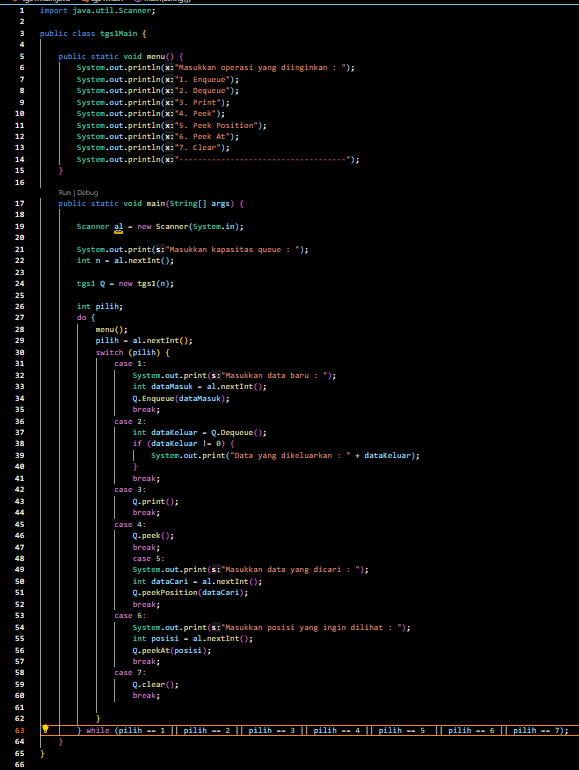 1 import java.util.Scanner;
2
3 public class tgs1Main {
4
5 public static void menu() {
6 System.out.println(x:"Masukkan operasi yang diinginkan : ");
7 System.out.println(x:"1. Enqueue");
8 System.out.println(x:"2. Dequeue");
9 System.out.println(x:"3. Print");
10 System.out.println(x:"4. Peek");
11 System.out.println(x:"5. Peek Position");
12 System.out.println(x:"6. Peek At");
13 System.out.println(x:"7. Clear");
14 System.out.println(x:"------------------------------------");
15 }
16
Run | Debug
17 public static void main(String[] args) {
18
19 Scanner al = new Scanner(System.in);
20
21 System.out.print(s:"Masukkan kapasitas queue : ");
22 int n = al.nextInt();
23
24 tgs1 Q = new tgs1(n);
25
26 int pilih;
27 do {
28 menu();
29 pilih = al.nextInt();
30 switch (pilih) {
31 case 1:
32 System.out.print(s:"Masukkan data baru : ");
33 int dataMasuk = al.nextInt();
34 Q.Enqueue(dataMasuk);
35 break;
36 case 2:
37 int dataKeluar = Q.Dequeue();
38 if (dataKeluar != 0) {
39 System.out.print("Data yang dikeluarkan : " + dataKeluar);
40 }
41 break;
42 case 3:
43 Q.print();
44 break;
45 case 4:
46 Q.peek();
47 break;
48 case 5:
49 System.out.print(s:"Masukkan data yang dicari : ");
50 int dataCari = al.nextInt();
51 Q.peekPosition(dataCari);
52 break;
53 case 6:
54 System.out.print(s:"Masukkan posisi yang ingin dilihat : ");
55 int posisi = al.nextInt();
56 Q.peekAt(posisi);
57 break;
58 case 7:
59 Q.clear();
60 break;
61
62 }
63 } while (pilih == 1 || pilih == 2 || pilih == 3 || pilih == 4 || pilih == 5 || pilih == 6 || pilih == 7);
64 }
65 }
66